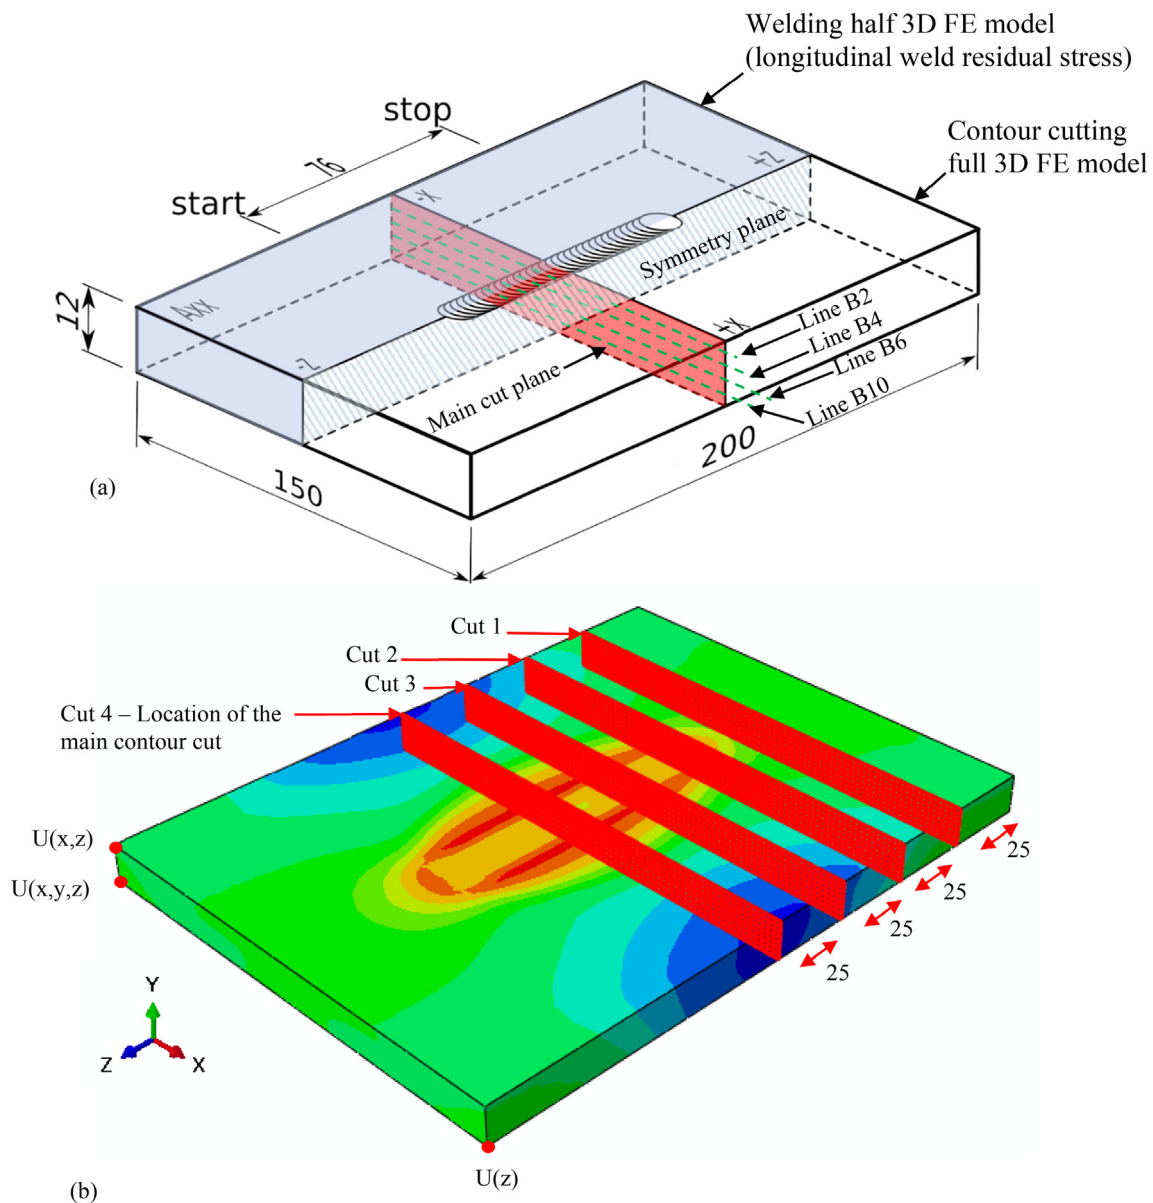 Welding half 3D FE model
(longitudinal weld residual stress)
stop
Contour cutting
full 3D FE model
76
start
-x
+z
Symmetry plane
12
Axx
-z
+x
Line B2
Line B4
Line B6
Line B10
Main cut plane
200
150
(a)
Cut 1
Cut 2
Cut 3
Cut 4 – Location of the
main contour cut
U(x,z)
U(x,y,z)
25
25
25
25
Y
Z
X
U(z)
(b)